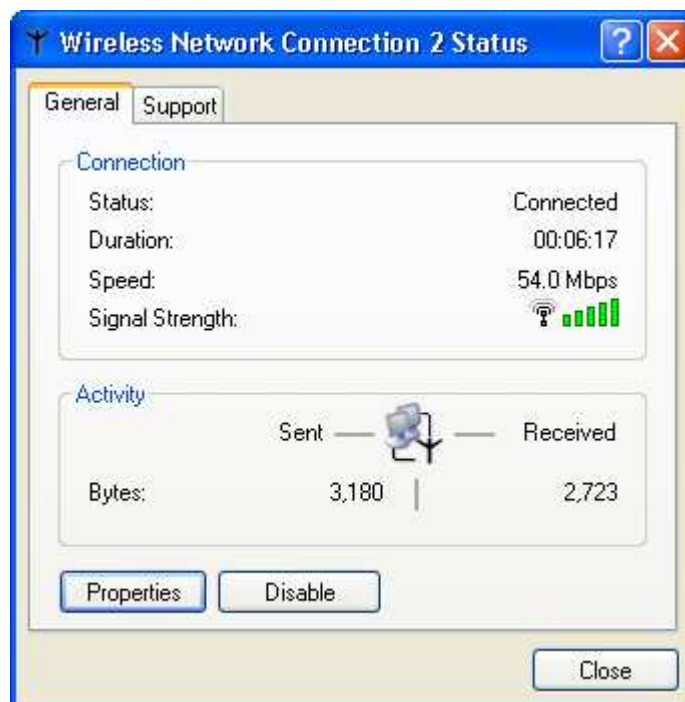 Wireless Network Connection 2 Status
General Support
Connection
Status: Connected
Duration: 00:06:17
Speed: 54.0 Mbps
Signal Strength:
Activity
Sent Received
Bytes: 3,180 2,723
Properties Disable
Close